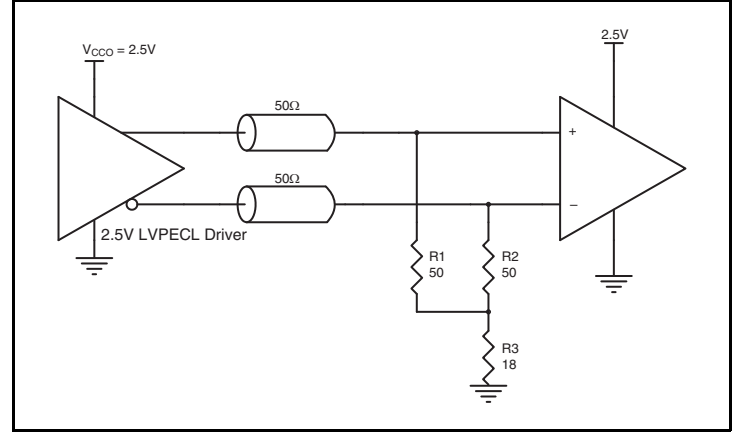 2.5V
V_CCO = 2.5V
50Ω
+
50Ω
−
2.5V LVPECL Driver
R1
50
R2
50
R3
18